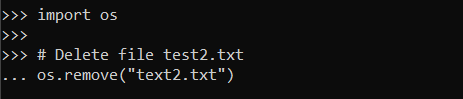 >>> import os
>>>
>>> # Delete file test2.txt
... os.remove("text2.txt")